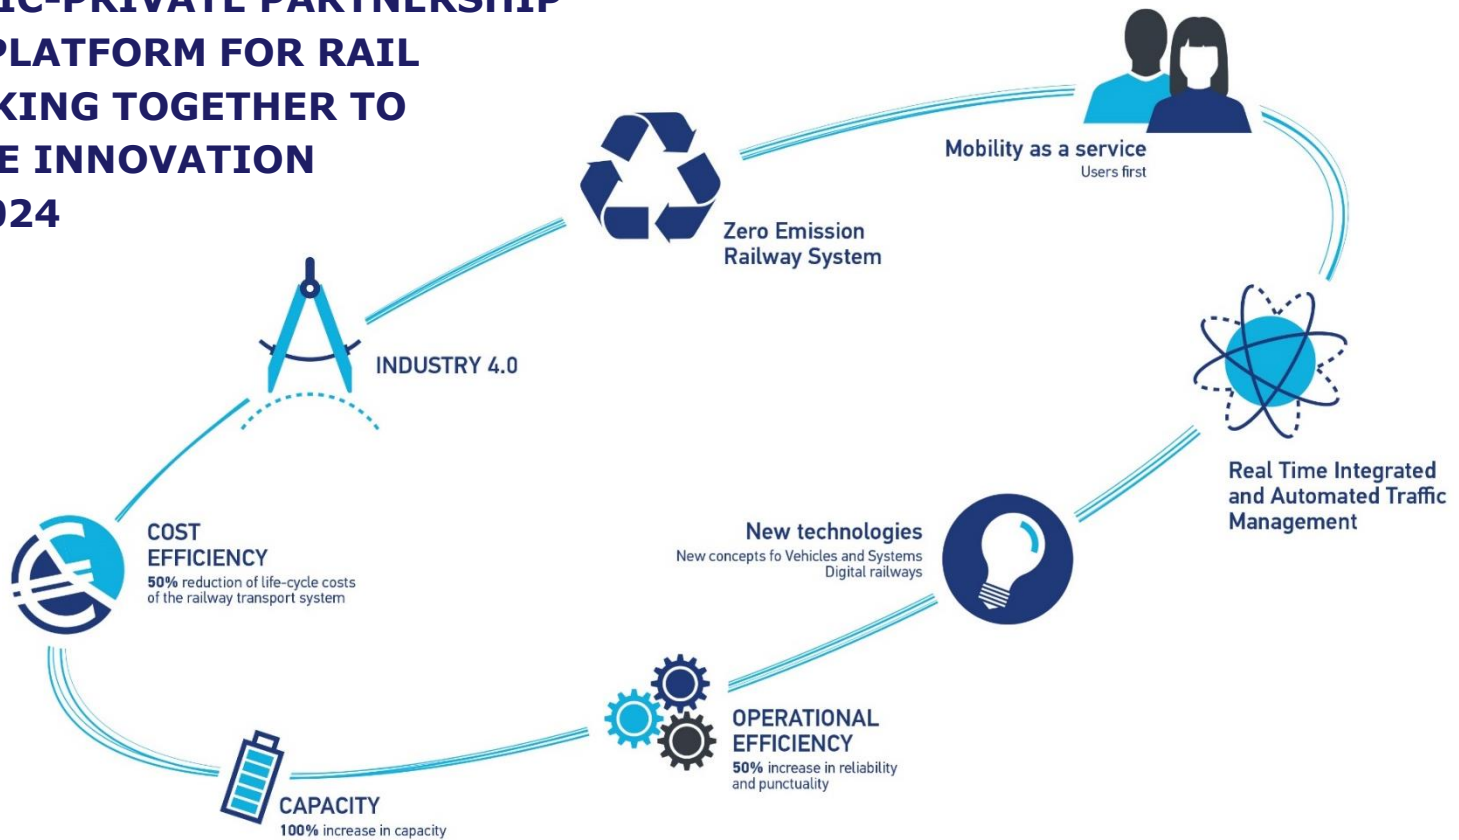 IC-PRIVATE PARTNERSHIP
PLATFORM FOR RAIL
KING TOGETHER TO
E INNOVATION
024
Mobility as a service
Users first
Zero Emission
Railway System
INDUSTRY 4.0
Real Time Integrated
and Automated Traffic
Management
COST
EFFICIENCY
50% reduction of life-cycle costs
of the railway transport system
New technologies
New concepts fo Vehicles and Systems
Digital railways
OPERATIONAL
EFFICIENCY
50% increase in reliability
and punctuality
CAPACITY
100% increase in capacity